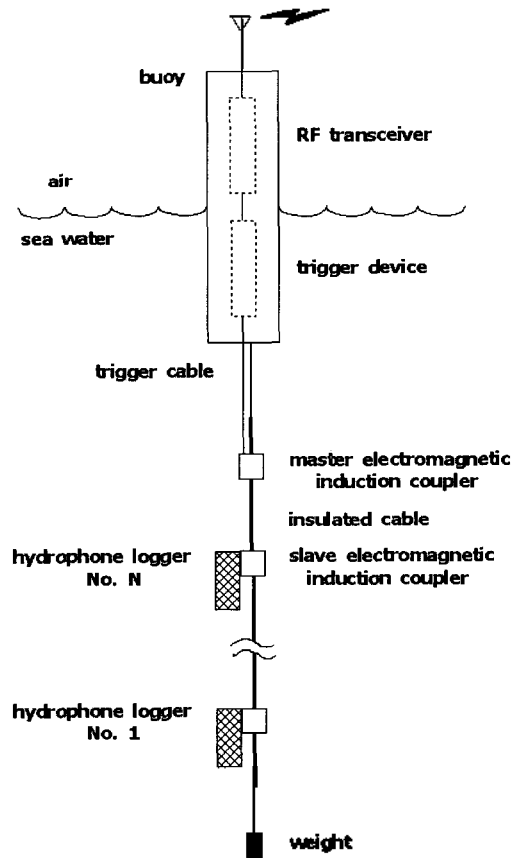 buoy
RF transceiver
air
sea water
trigger device
trigger cable
master electromagnetic
induction coupler
insulated cable
hydrophone logger
No. N
slave electromagnetic
induction coupler
hydrophone logger
No. 1
weight